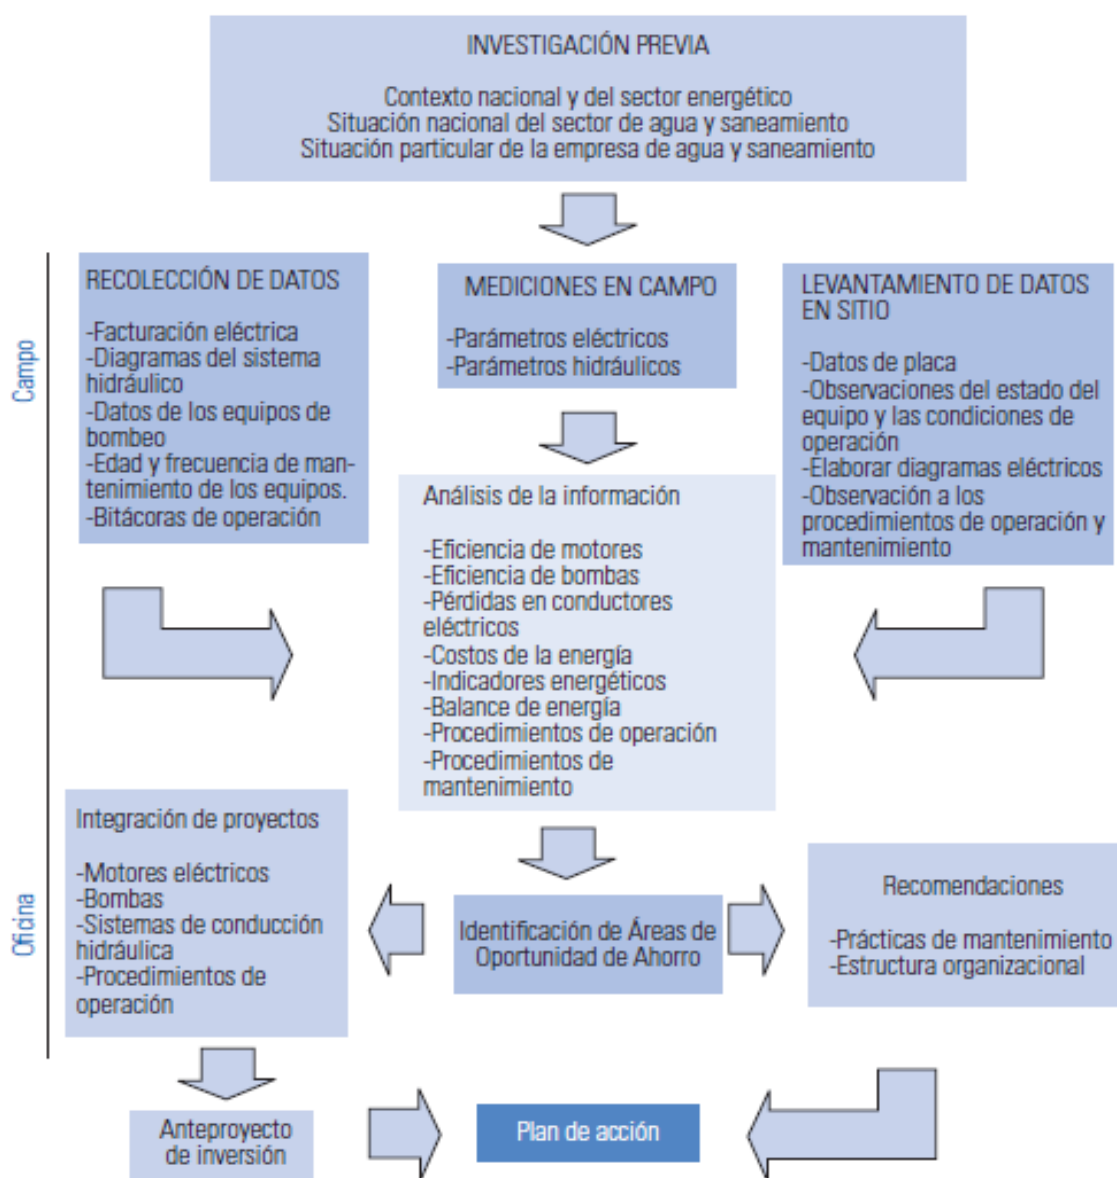 INVESTIGACIÓN PREVIA
Contexto nacional y del sector energético
Situación nacional del sector de agua y saneamiento
Situación particular de la empresa de agua y saneamiento
Campo
RECOLECCIÓN DE DATOS
-Facturación eléctrica
-Diagramas del sistema
hidráulico
-Datos de los equipos de
bombeo
-Edad y frecuencia de man-
tenimiento de los equipos.
-Bitácoras de operación
MEDICIONES EN CAMPO
-Parámetros eléctricos
-Parámetros hidráulicos
LEVANTAMIENTO DE DATOS
EN SITIO
-Datos de placa
-Observaciones del estado del
equipo y las condiciones de
operación
-Elaborar diagramas eléctricos
-Observación a los
procedimientos de operación y
mantenimiento
Análisis de la información
-Eficiencia de motores
-Eficiencia de bombas
-Pérdidas en conductores
eléctricos
-Costos de la energía
-Indicadores energéticos
-Balance de energía
-Procedimientos de operación
-Procedimientos de
mantenimiento
Oficina
Integración de proyectos
-Motores eléctricos
-Bombas
-Sistemas de conducción
hidráulica
-Procedimientos de
operación
Identificación de Áreas de
Oportunidad de Ahorro
Recomendaciones
-Prácticas de mantenimiento
-Estructura organizacional
Anteproyecto
de inversión
Plan de acción